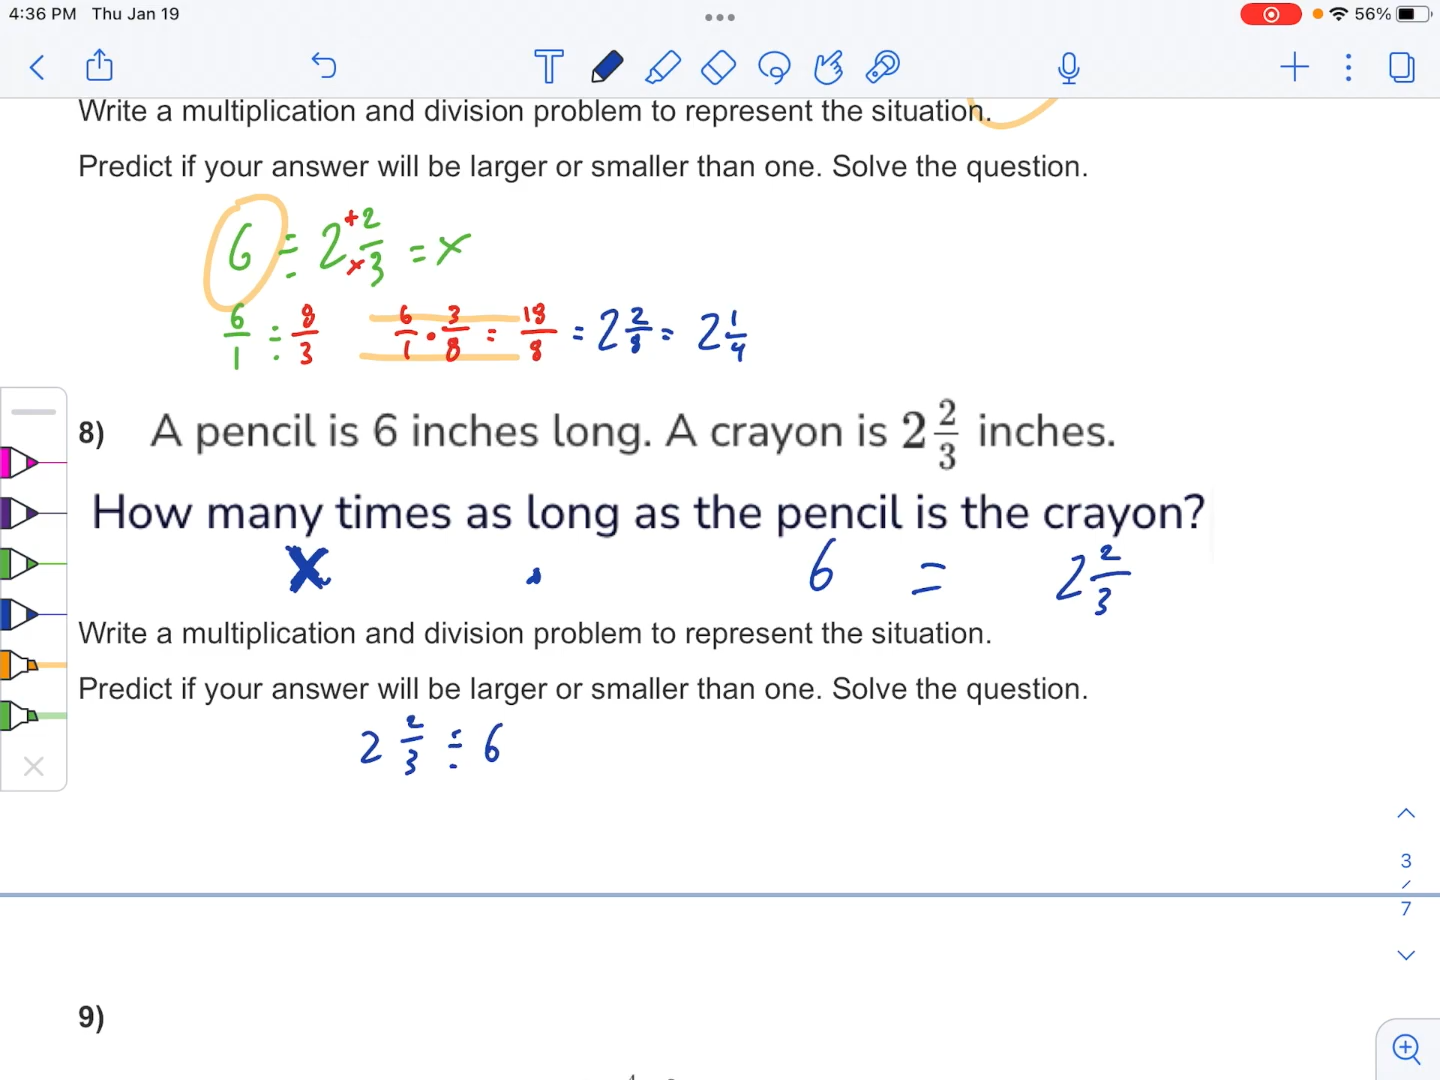 4:36 PM Thu Jan 19
56%
Write a multiplication and division problem to represent the situation.
Predict if your answer will be larger or smaller than one. Solve the question.
6 ÷ 2 + 2/3 x = x
6/1 ÷ 8/3 6/1 · 3/8 = 18/8 = 2 2/8 = 2 1/4
8) A pencil is 6 inches long. A crayon is 2 2/3 inches.
How many times as long as the pencil is the crayon?
x · 6 = 2 2/3
Write a multiplication and division problem to represent the situation.
Predict if your answer will be larger or smaller than one. Solve the question.
2 2/3 ÷ 6
3
/
7
9)